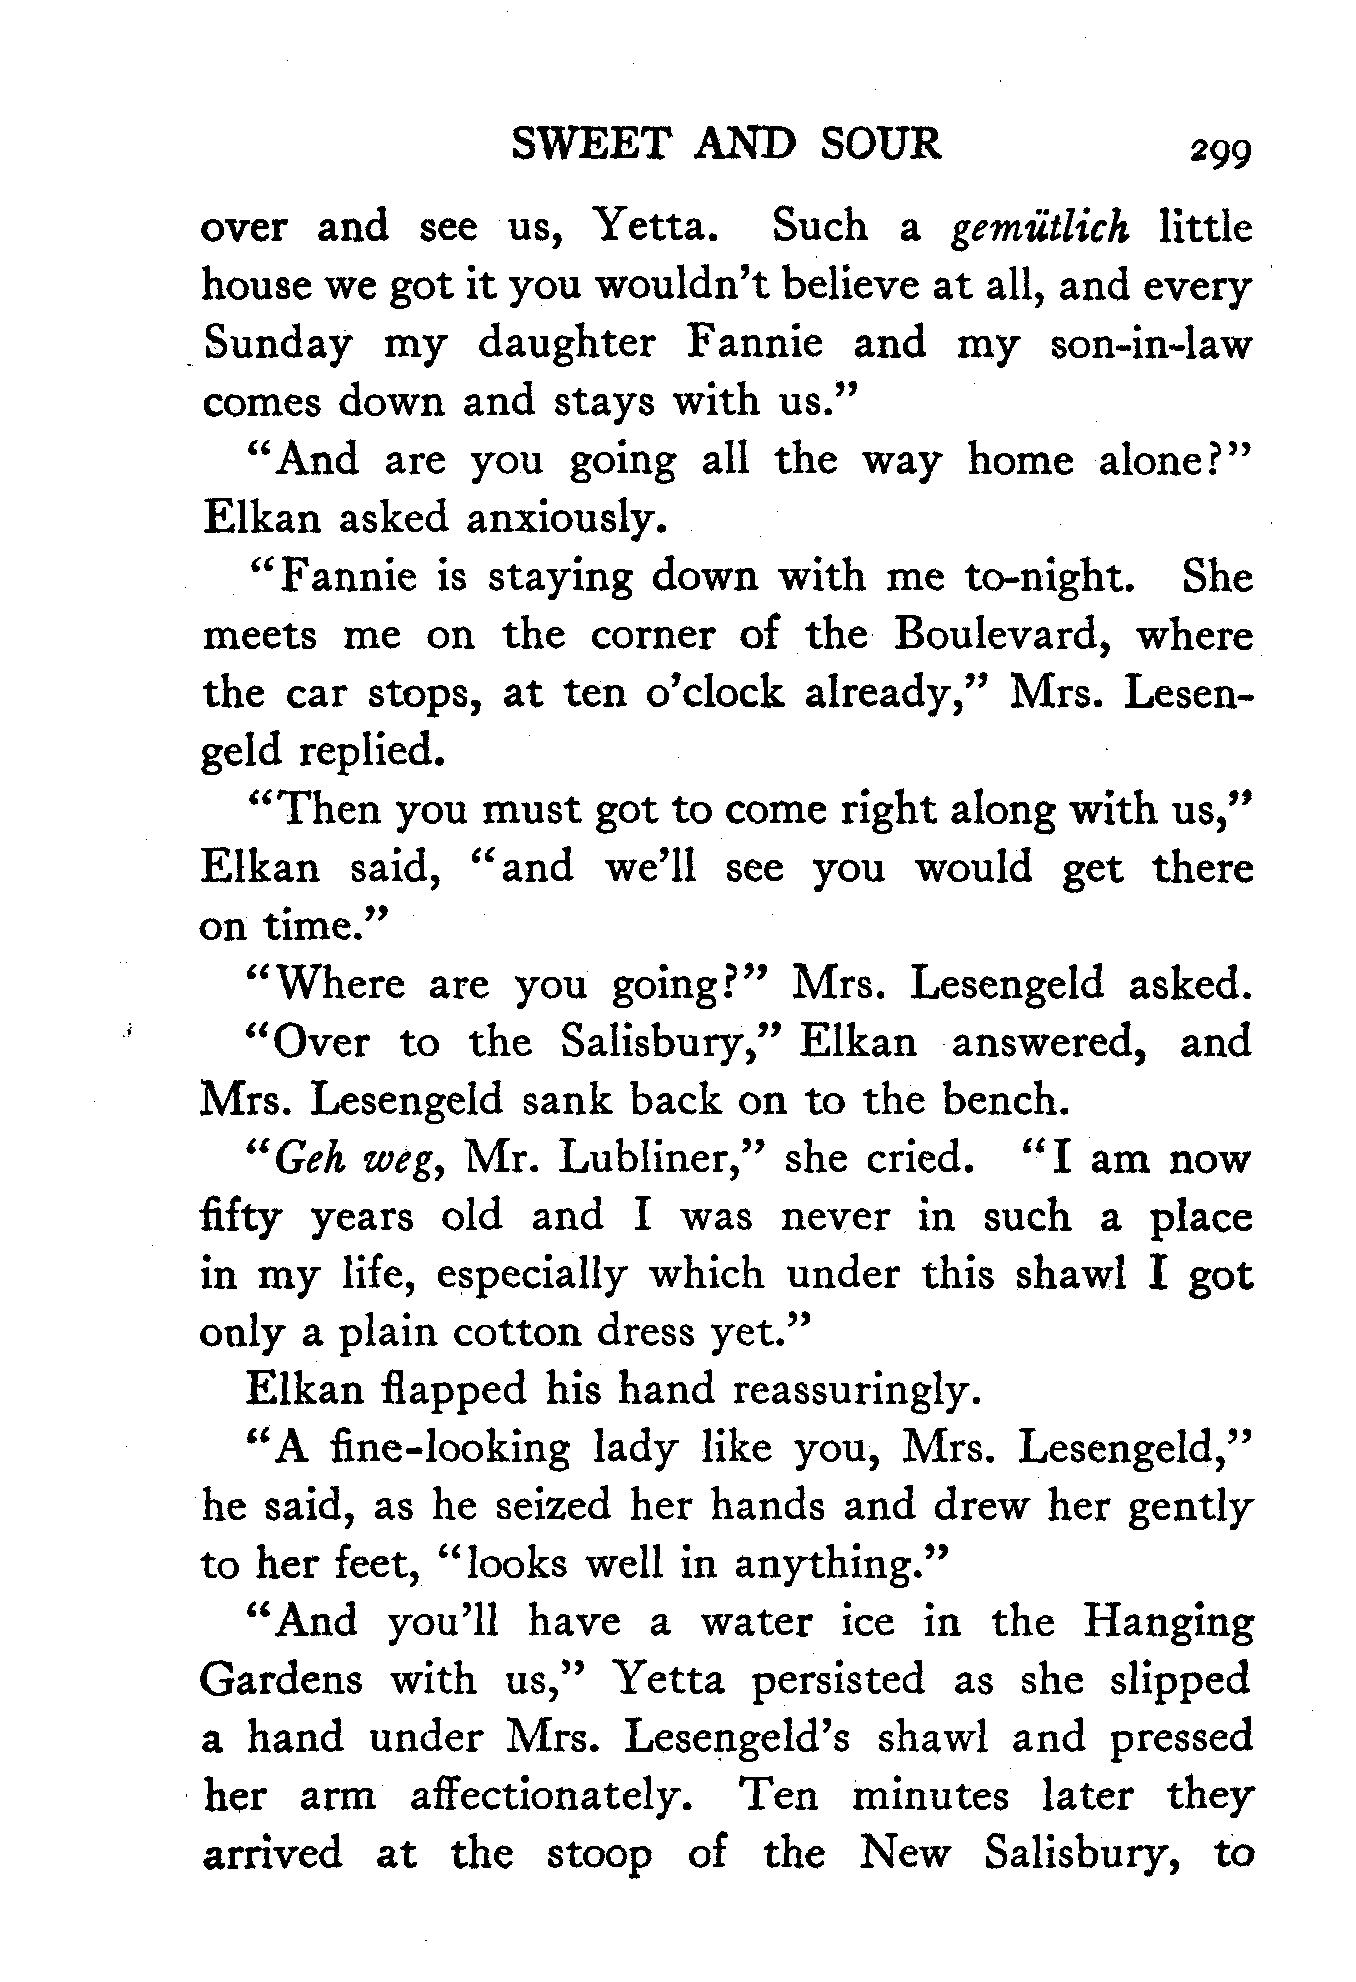 SWEET AND SOUR 299
over and see us, Yetta. Such a gemütlich little
house we got it you wouldn't believe at all, and every
Sunday my daughter Fannie and my son-in-law
comes down and stays with us."
"And are you going all the way home alone?"
Elkan asked anxiously.
"Fannie is staying down with me to-night. She
meets me on the corner of the Boulevard, where
the car stops, at ten o'clock already," Mrs. Lesen-
geld replied.
"Then you must got to come right along with us,"
Elkan said, "and we'll see you would get there
on time."
"Where are you going?" Mrs. Lesengeld asked.
"Over to the Salisbury," Elkan answered, and
Mrs. Lesengeld sank back on to the bench.
"Geh weg, Mr. Lubliner," she cried. "I am now
fifty years old and I was never in such a place
in my life, especially which under this shawl I got
only a plain cotton dress yet."
Elkan flapped his hand reassuringly.
"A fine-looking lady like you, Mrs. Lesengeld,"
he said, as he seized her hands and drew her gently
to her feet, "looks well in anything."
"And you'll have a water ice in the Hanging
Gardens with us," Yetta persisted as she slipped
a hand under Mrs. Lesengeld's shawl and pressed
her arm affectionately. Ten minutes later they
arrived at the stoop of the New Salisbury, to